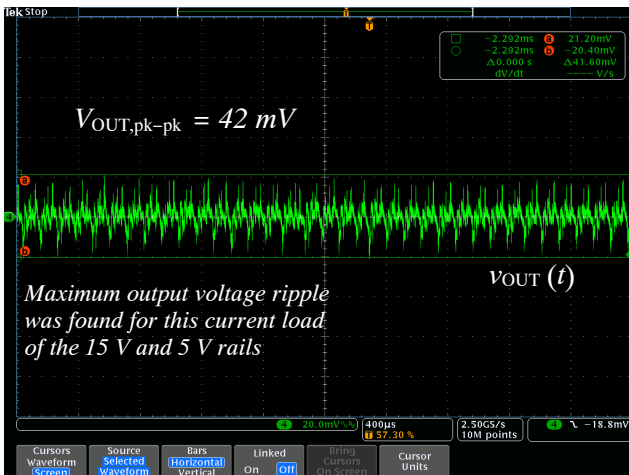 Tek Stop
T
T
-2.292ms a 21.20mV
-2.292ms b -20.40mV
Δ0.000 s Δ41.60mV
dV/dt ---- V/s
VOUT,pk-pk = 42 mV
a
4
b
vOUT (t)
Maximum output voltage ripple
was found for this current load
of the 15 V and 5 V rails
4 20.0mV
400µs
T 57.30 %
2.50GS/s
10M points
4 -18.8mV
Cursors
Waveform
Screen
Source
Selected
Waveform
Bars
Horizontal
Vertical
Linked
On Off
Bring
Cursors
On Screen
Cursor
Units